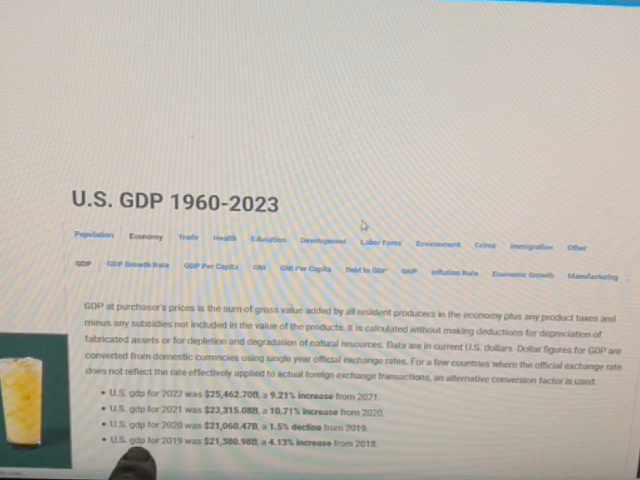 U.S. GDP 1960-2023
Population Economy Trade Health Education Development Labor Force Environment Crime Immigration Other
GDP GDP Growth Rate GDP Per Capita GNI GNI Per Capita Debt to GDP GNP Inflation Rate Economic Growth Manufacturing
GDP at purchaser's prices is the sum of gross value added by all resident producers in the economy plus any product taxes and
minus any subsidies not included in the value of the products. It is calculated without making deductions for depreciation of
fabricated assets or for depletion and degradation of natural resources. Data are in current U.S. dollars. Dollar figures for GDP are
converted from domestic currencies using single year official exchange rates. For a few countries where the official exchange rate
does not reflect the rate effectively applied to actual foreign exchange transactions, an alternative conversion factor is used.
• U.S. gdp for 2022 was $25,462.70B, a 9.21% increase from 2021.
• U.S. gdp for 2021 was $23,315.08B, a 10.71% increase from 2020.
• U.S. gdp for 2020 was $21,060.47B, a 1.5% decline from 2019.
• U.S. gdp for 2019 was $21,380.98B, a 4.13% increase from 2018.